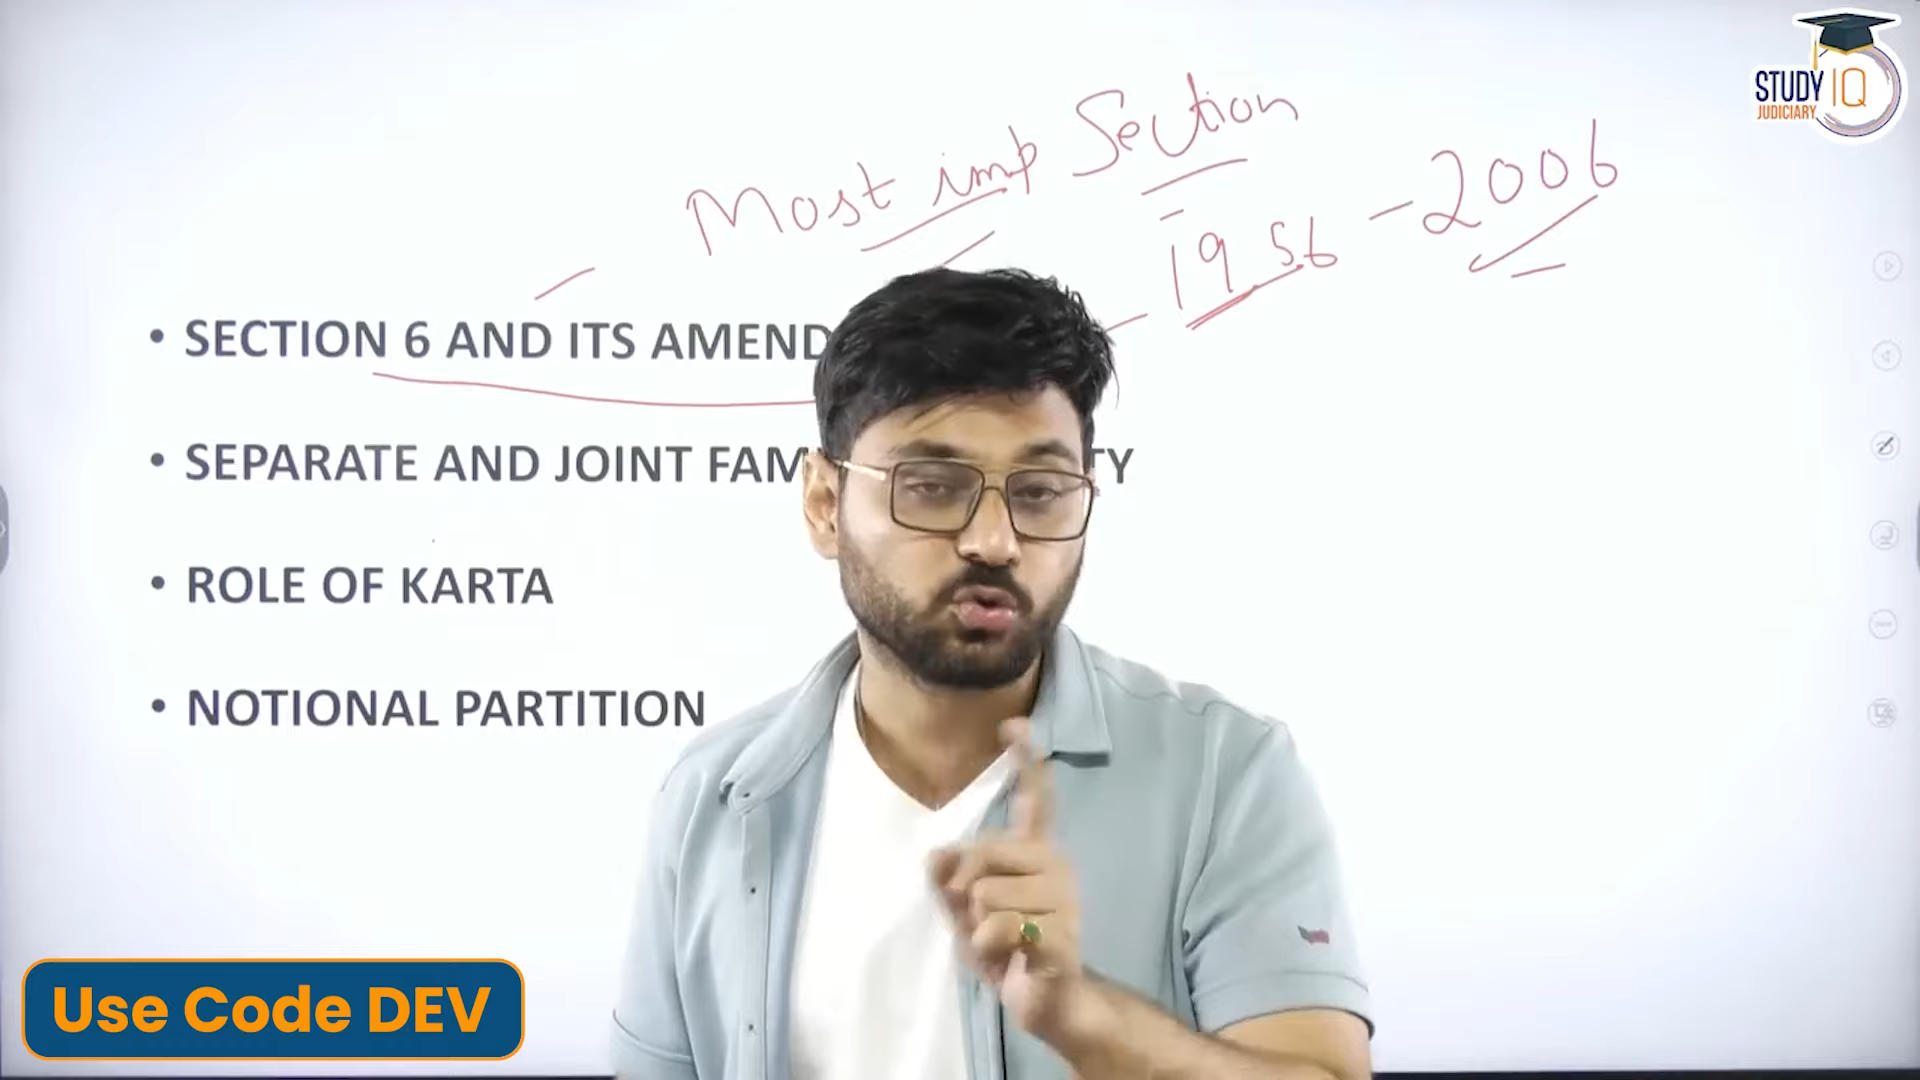 STUDY IQ
JUDICIARY
Most imp Section
1956 - 2006
• SECTION 6 AND ITS AMEND
• SEPARATE AND JOINT FAM TY
• ROLE OF KARTA
• NOTIONAL PARTITION
Use Code DEV